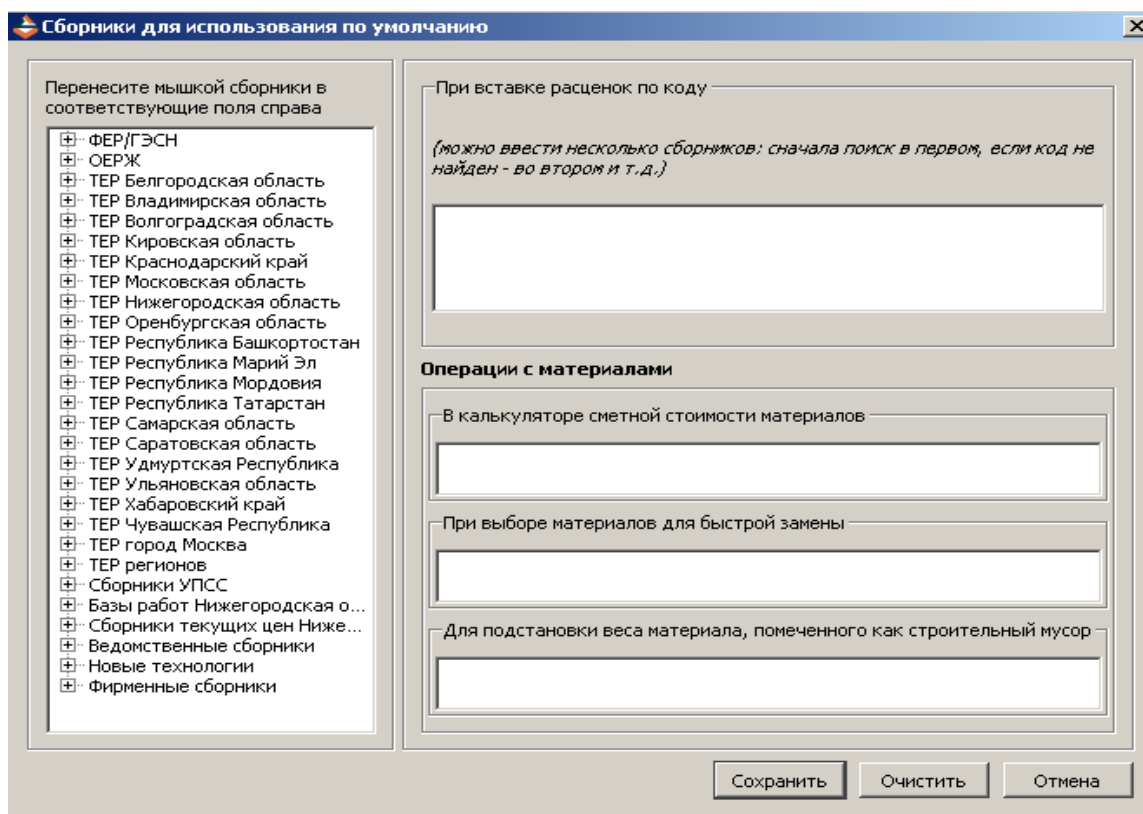 Сборники для использования по умолчанию
Перенесите мышкой сборники в
соответствующие поля справа
ФЕР/ГЭСН
ОЕРЖ
ТЕР Белгородская область
ТЕР Владимирская область
ТЕР Волгоградская область
ТЕР Кировская область
ТЕР Краснодарский край
ТЕР Московская область
ТЕР Нижегородская область
ТЕР Оренбургская область
ТЕР Республика Башкортостан
ТЕР Республика Марий Эл
ТЕР Республика Мордовия
ТЕР Республика Татарстан
ТЕР Самарская область
ТЕР Саратовская область
ТЕР Удмуртская Республика
ТЕР Ульяновская область
ТЕР Хабаровский край
ТЕР Чувашская Республика
ТЕР город Москва
ТЕР регионов
Сборники УПСС
Базы работ Нижегородская о...
Сборники текущих цен Ниже...
Ведомственные сборники
Новые технологии
Фирменные сборники
При вставке расценок по коду
(можно ввести несколько сборников: сначала поиск в первом, если код не
найден - во втором и т.д.)
Операции с материалами
В калькуляторе сметной стоимости материалов
При выборе материалов для быстрой замены
Для подстановки веса материала, помеченного как строительный мусор
Сохранить
Очистить
Отмена